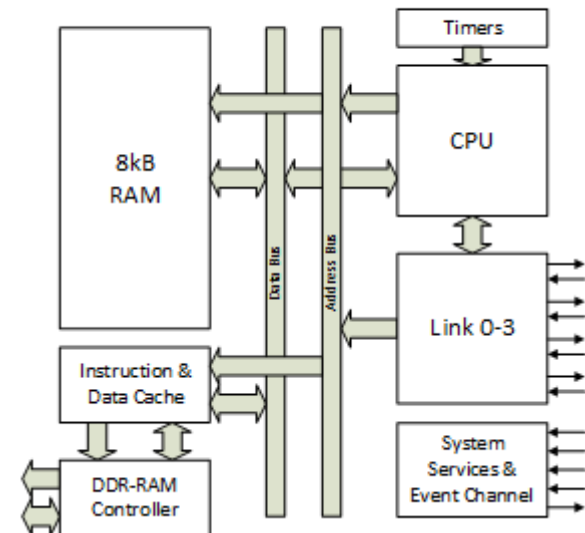 Timers
CPU
8kB
RAM
Data Bus
Address Bus
Link 0-3
Instruction &
Data Cache
System
Services &
Event Channel
DDR-RAM
Controller